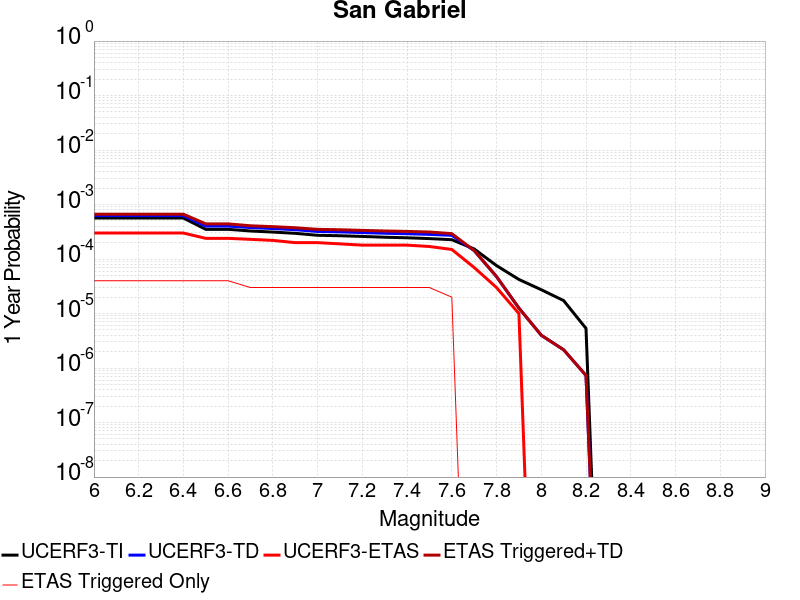 San Gabriel
10^0
10^-1
10^-2
10^-3
10^-4
10^-5
10^-6
10^-7
10^-8
1 Year Probability
6 6.2 6.4 6.6 6.8 7 7.2 7.4 7.6 7.8 8 8.2 8.4 8.6 8.8 9
Magnitude
UCERF3-TI UCERF3-TD UCERF3-ETAS ETAS Triggered+TD
ETAS Triggered Only